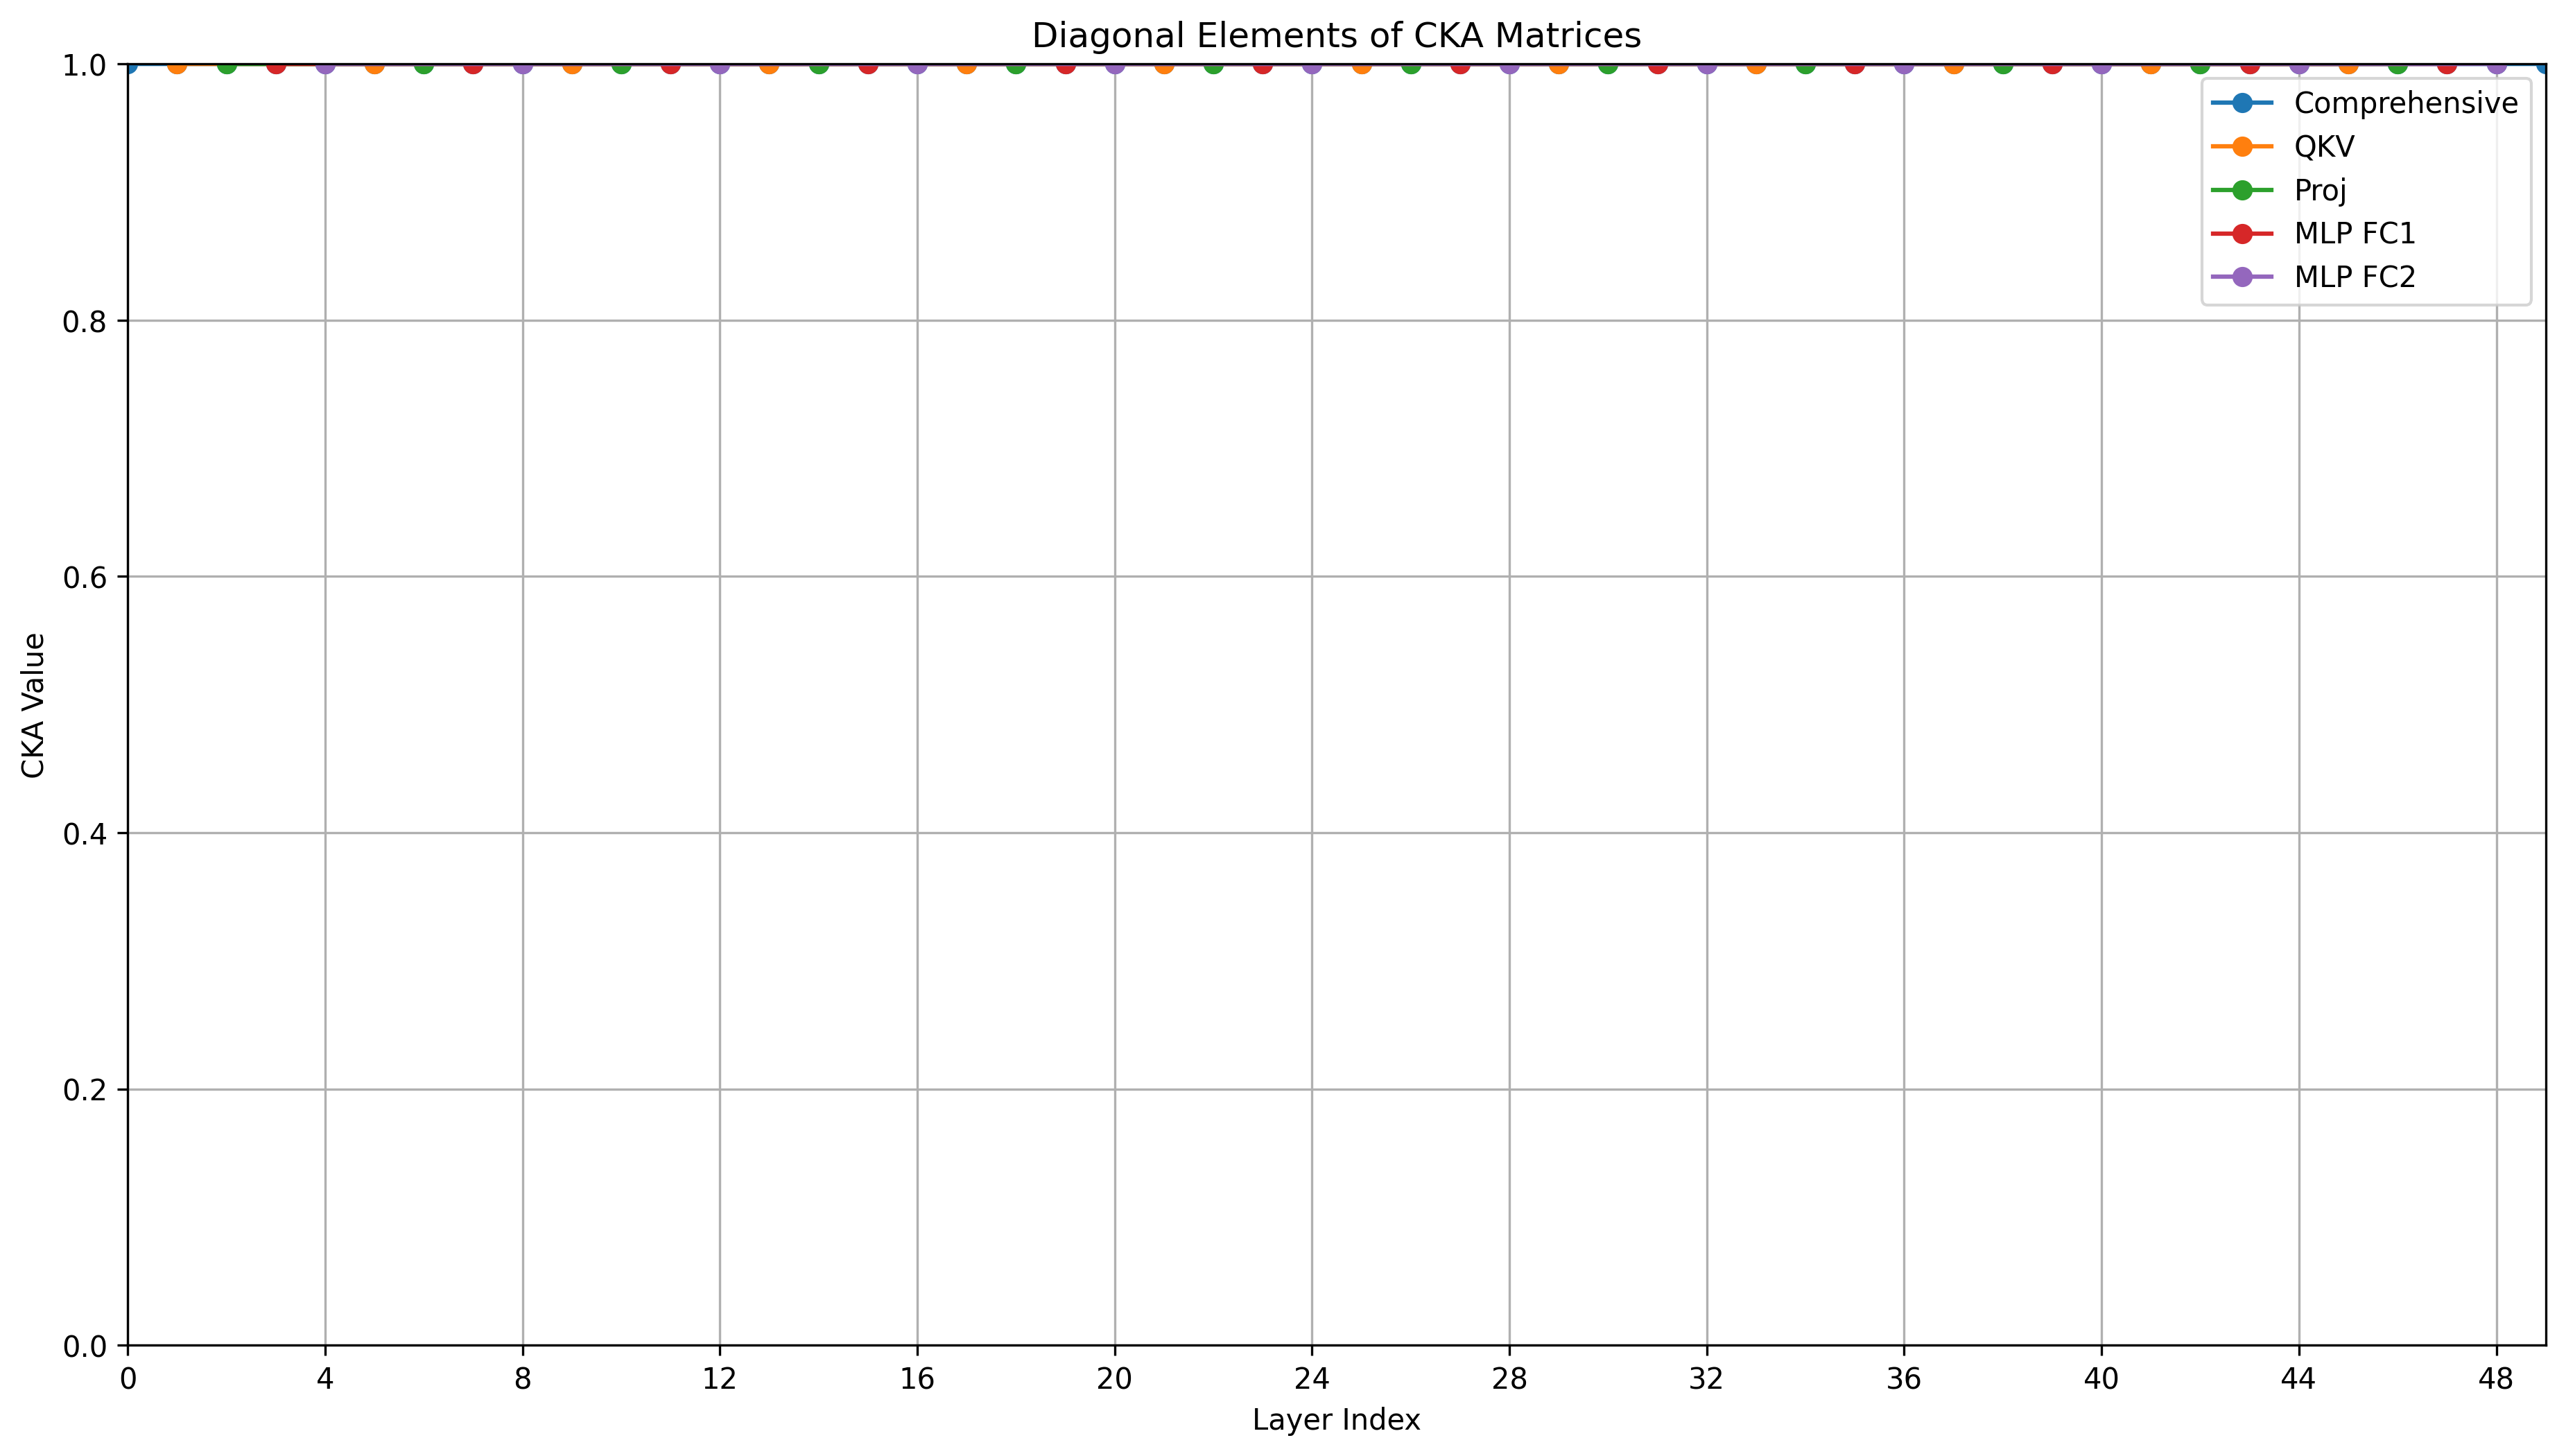 Diagonal Elements of CKA Matrices
1.0
0.8
0.6
0.4
0.2
0.0
CKA Value
Comprehensive
QKV
Proj
MLP FC1
MLP FC2
0 4 8 12 16 20 24 28 32 36 40 44 48
Layer Index